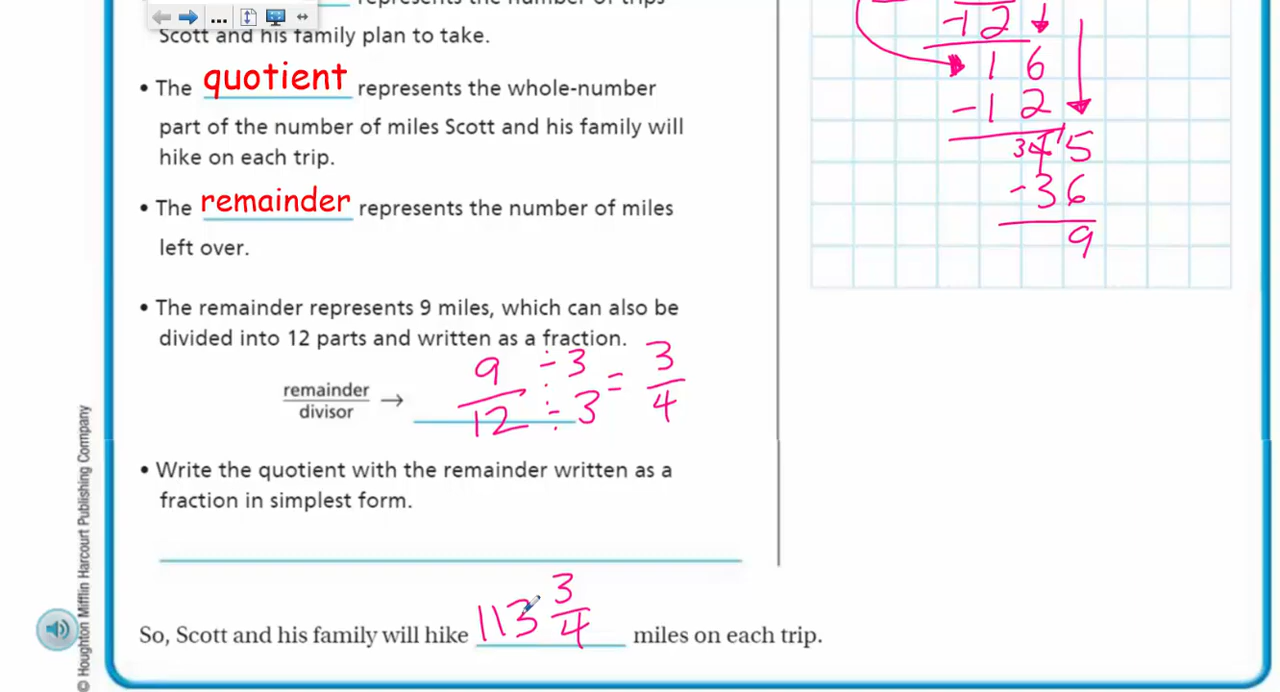 represents the number of trips
Scott and his family plan to take.
• The quotient represents the whole-number
part of the number of miles Scott and his family will
hike on each trip.
• The remainder represents the number of miles
left over.
• The remainder represents 9 miles, which can also be
divided into 12 parts and written as a fraction.
remainder/divisor → 9/12 ÷3/÷3 = 3/4
• Write the quotient with the remainder written as a
fraction in simplest form.
So, Scott and his family will hike 113 3/4 miles on each trip.
© Houghton Mifflin Harcourt Publishing Company
-12
16
-12
3 4 1 5
-36
9